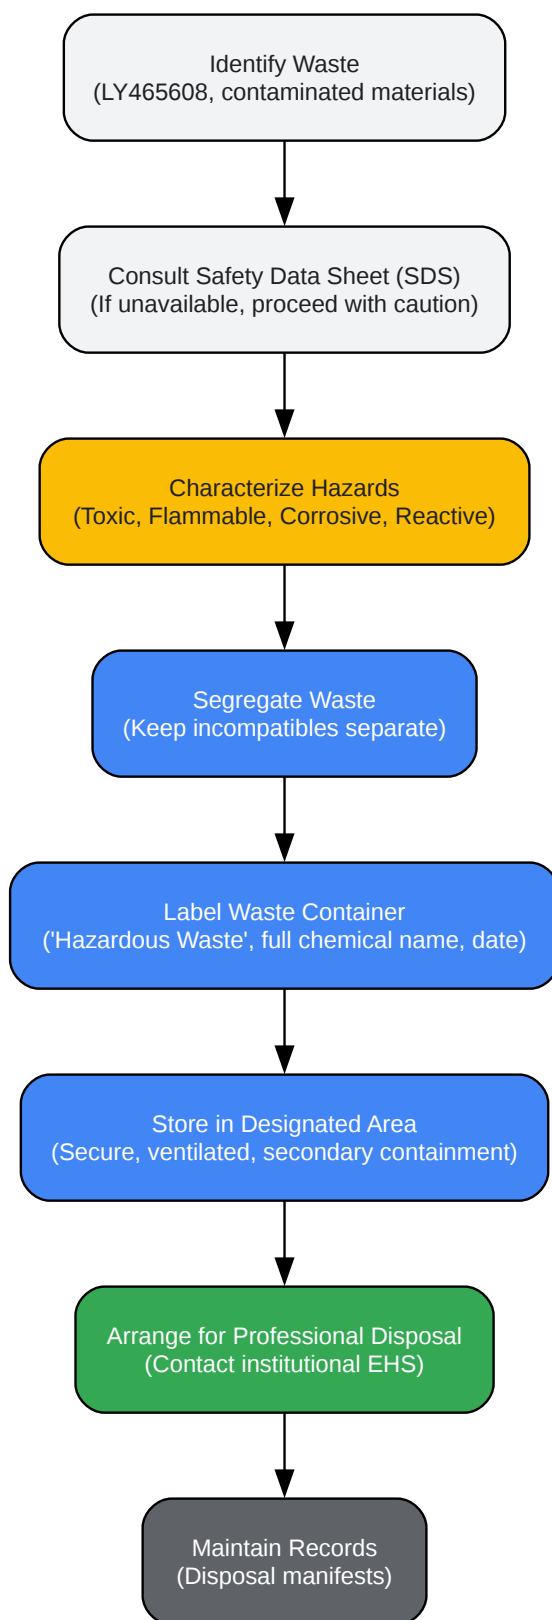 Identify Waste
(LY465608, contaminated materials)
Consult Safety Data Sheet (SDS)
(If unavailable, proceed with caution)
Characterize Hazards
(Toxic, Flammable, Corrosive, Reactive)
Segregate Waste
(Keep incompatibles separate)
Label Waste Container
('Hazardous Waste', full chemical name, date)
Store in Designated Area
(Secure, ventilated, secondary containment)
Arrange for Professional Disposal
(Contact institutional EHS)
Maintain Records
(Disposal manifests)